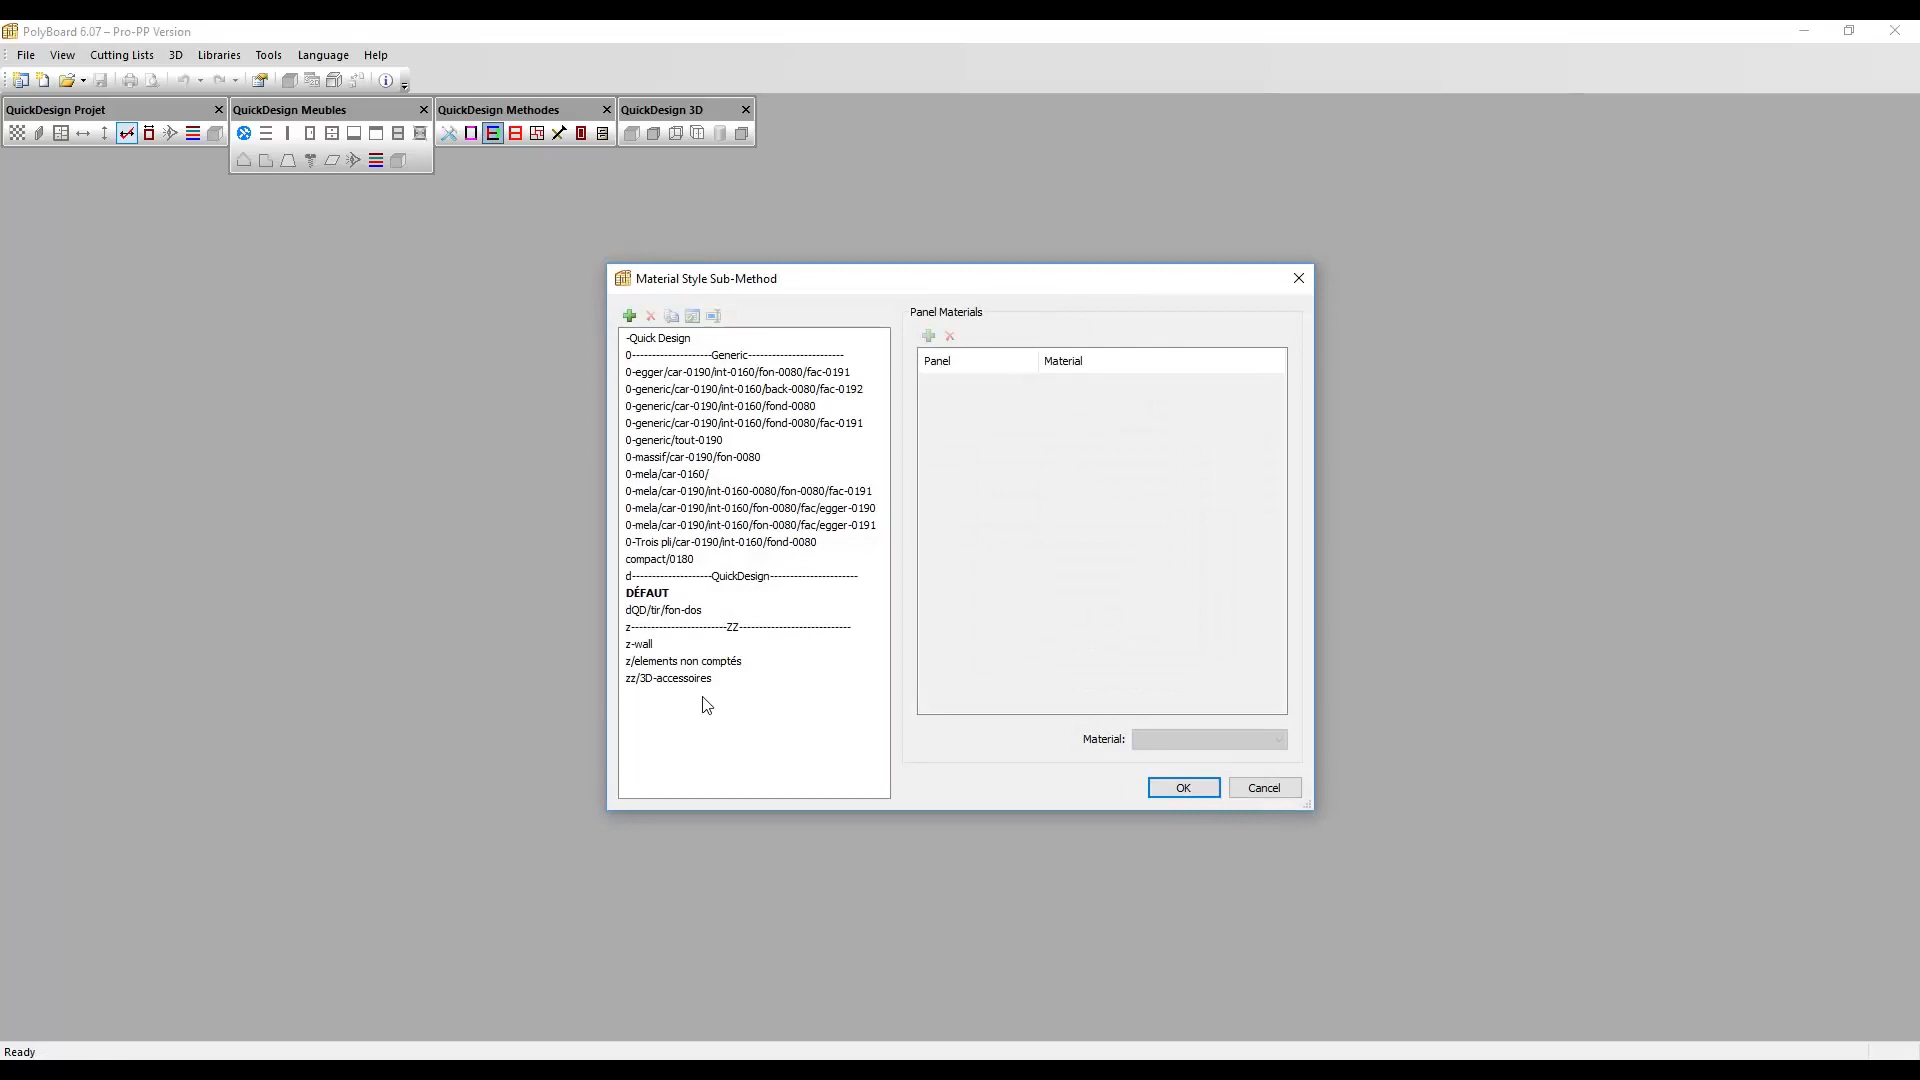 PolyBoard 6.07 – Pro-PP Version
File View Cutting Lists 3D Libraries Tools Language Help
QuickDesign Projet QuickDesign Meubles QuickDesign Methodes QuickDesign 3D
Material Style Sub-Method
Panel Materials
-Quick Design
0--------------------Generic------------------------
0-egger/car-0190/int-0160/fon-0080/fac-0191
0-generic/car-0190/int-0160/back-0080/fac-0192
0-generic/car-0190/int-0160/fond-0080
0-generic/car-0190/int-0160/fond-0080/fac-0191
0-generic/tout-0190
0-massif/car-0190/fon-0080
0-mela/car-0160/
0-mela/car-0190/int-0160-0080/fon-0080/fac-0191
0-mela/car-0190/int-0160/fon-0080/fac/egger-0190
0-mela/car-0190/int-0160/fon-0080/fac/egger-0191
0-Trois pli/car-0190/int-0160/fond-0080
compact/0180
d--------------------QuickDesign----------------------
DÉFAUT
dQD/tir/fon-dos
z------------------------ZZ----------------------------
z-wall
z/elements non comptés
zz/3D-accessoires
Panel Material
Material:
OK Cancel
Ready